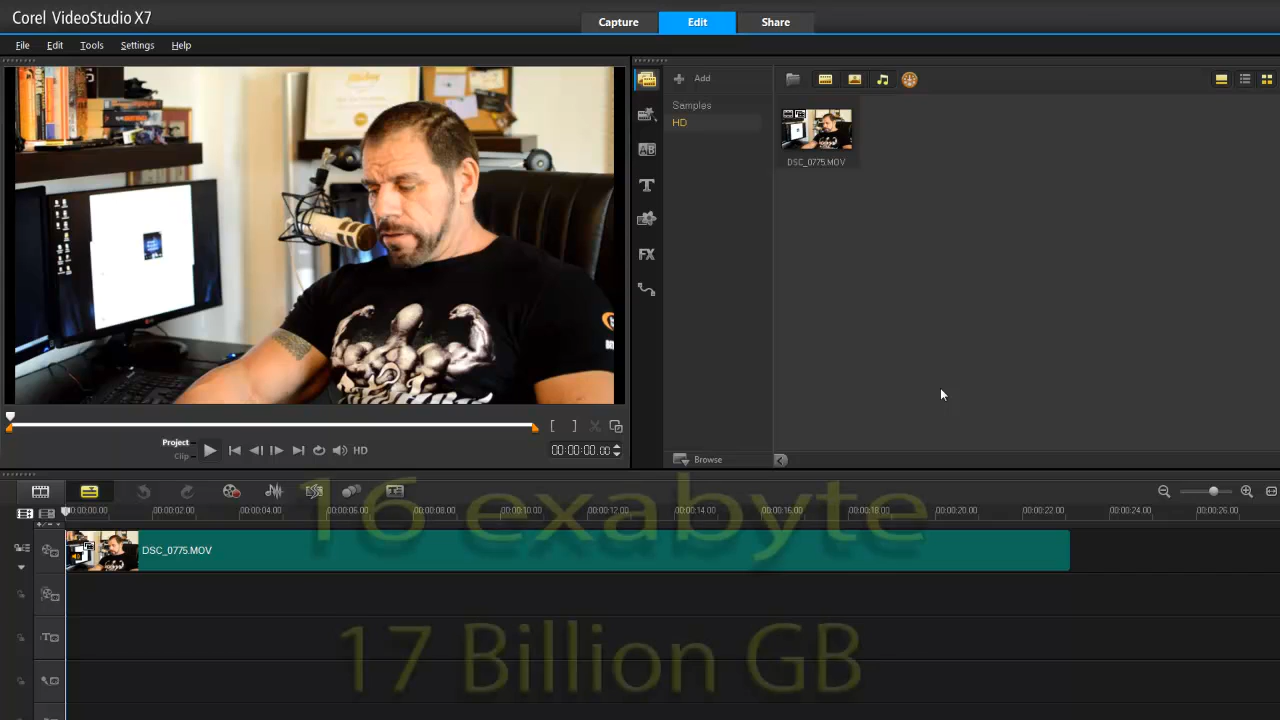 Corel VideoStudio X7
Capture
Edit
Share
File
Edit
Tools
Settings
Help
Add
Samples
HD
DSC_0775.MOV
Project
Clip
HD
00:00:00.00
Browse
00:00:00.00
00:00:02.00
00:00:04.00
00:00:06.00
00:00:08.00
00:00:10.00
00:00:12.00
00:00:14.00
00:00:16.00
00:00:18.00
00:00:20.00
00:00:22.00
00:00:24.00
00:00:26.00
16 exabyte
DSC_0775.MOV
17 Billion GB